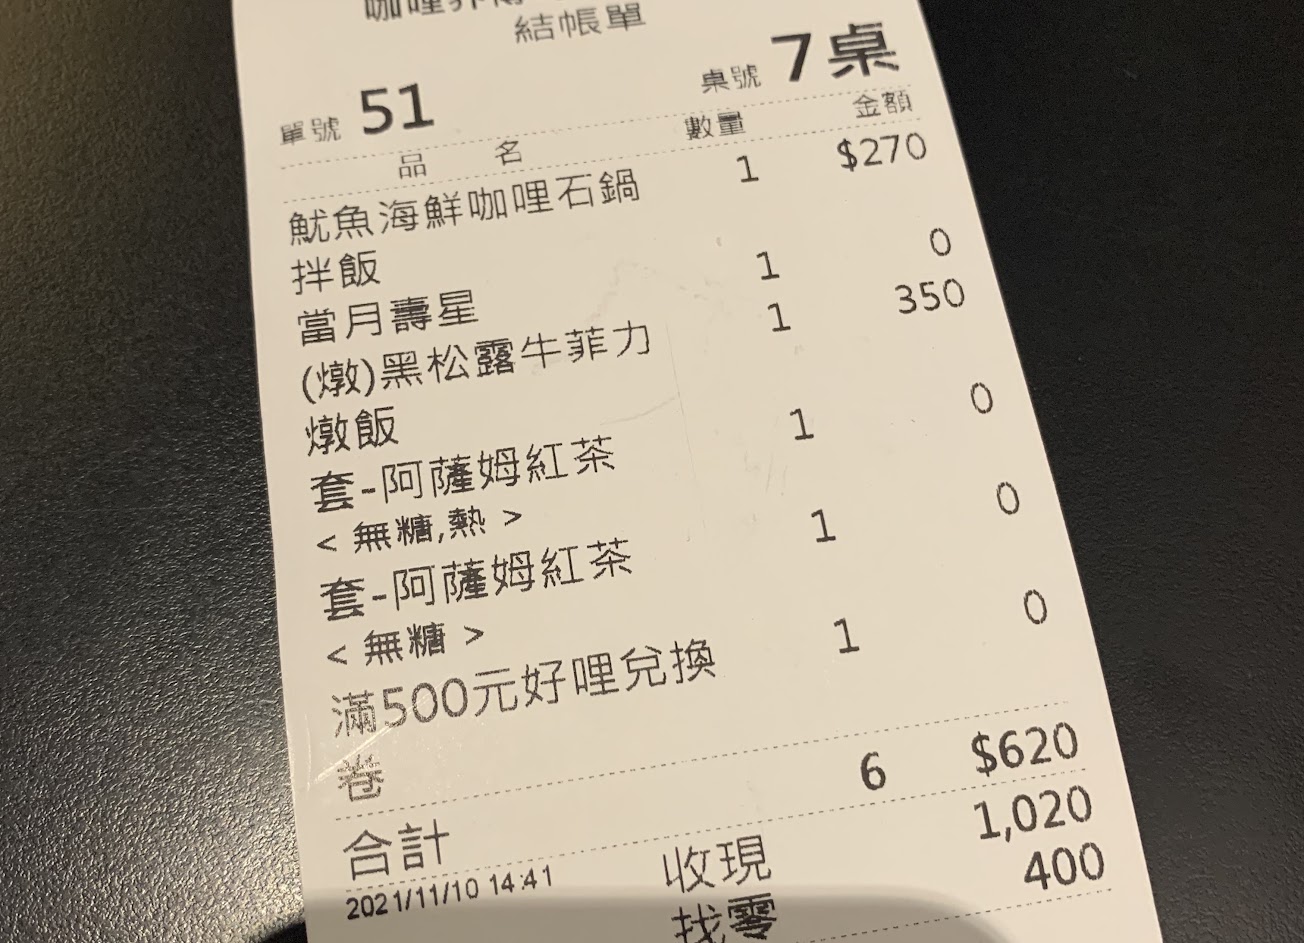 咖哩
結帳單
單號 51 桌號 7桌
品 名 數量 金額
魷魚海鮮咖哩石鍋 1 $270
拌飯
當月壽星 1 0
(燉)黑松露牛菲力 1 350
燉飯
套-阿薩姆紅茶 1 0
< 無糖,熱 >
套-阿薩姆紅茶 1 0
< 無糖 >
滿500元好哩兌換 1 0
卷
合計 6 $620
2021/11/10 14:41 收現 1,020
找零 400